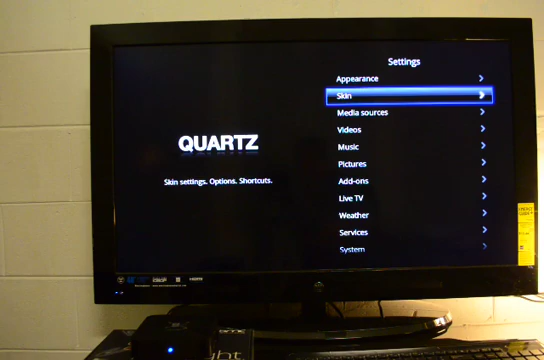 Settings
Appearance
Skin
Media sources
Videos
Music
Pictures
Add-ons
Live TV
Weather
Services
System
QUARTZ
Skin settings. Options. Shortcuts.